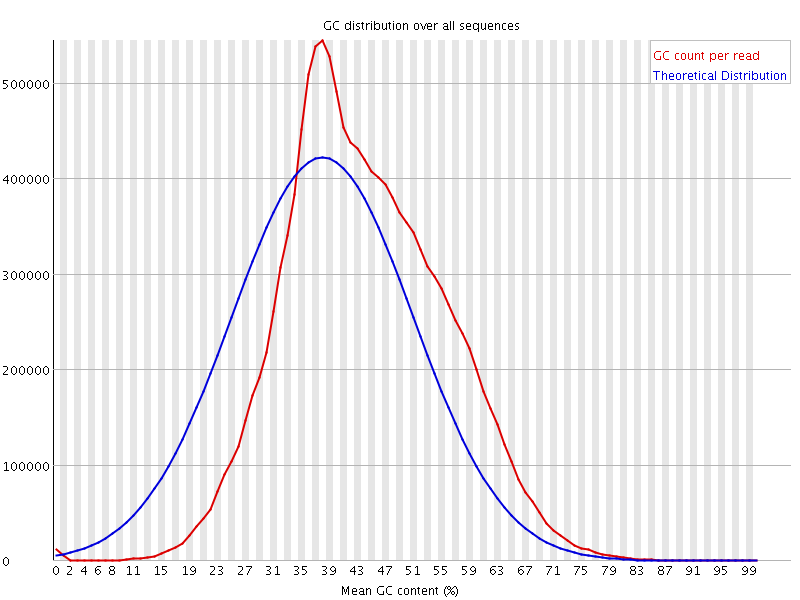 GC distribution over all sequences
GC count per read
Theoretical Distribution
500000
400000
300000
200000
100000
0
0 2 4 6 8 11 15 19 23 27 31 35 39 43 47 51 55 59 63 67 71 75 79 83 87 91 95 99
Mean GC content (%)